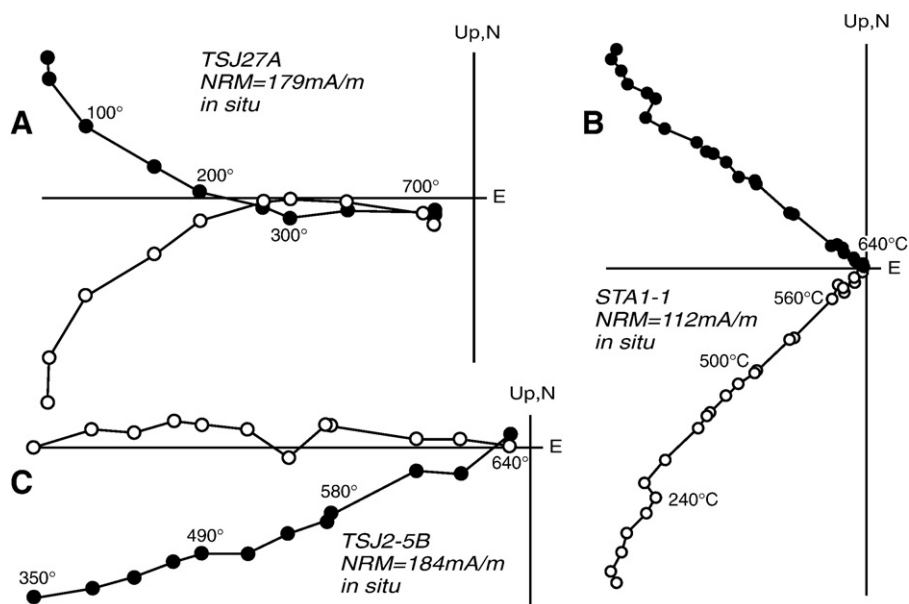 A
TSJ27A
NRM=179mA/m
in situ
Up,N
100°
200°
300°
700°
E
B
Up,N
640°C
E
560°C
STA1-1
NRM=112mA/m
in situ
500°C
240°C
C
Up,N
E
640°
580°
490°
350°
TSJ2-5B
NRM=184mA/m
in situ